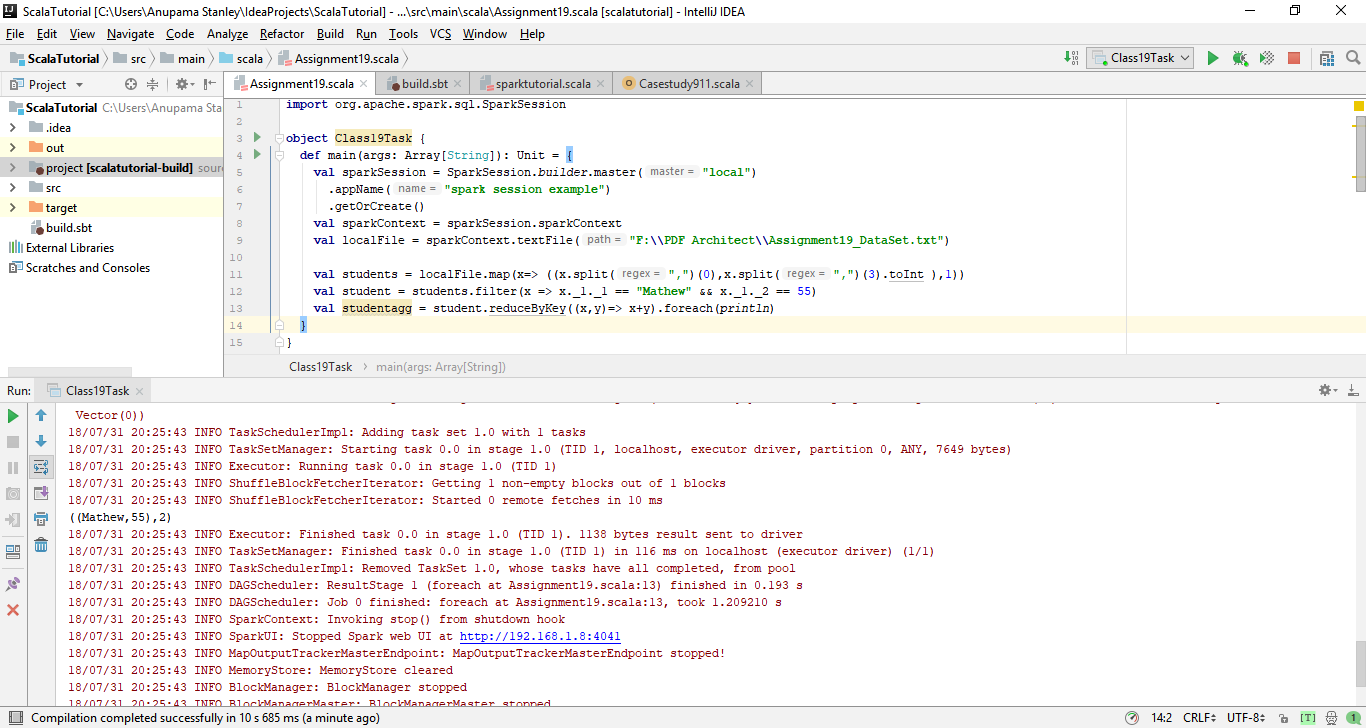 ScalaTutorial [C:\Users\Anupama Stanley\IdeaProjects\ScalaTutorial] - ...\src\main\scala\Assignment19.scala [scalatutorial] - IntelliJ IDEA
File Edit View Navigate Code Analyze Refactor Build Run Tools VCS Window Help
ScalaTutorial src main scala Assignment19.scala Class19Task
Project
Assignment19.scala build.sbt sparktutorial.scala Casestudy911.scala
ScalaTutorial C:\Users\Anupama Sta
.idea
out
project [scalatutorial-build] sour
src
target
build.sbt
External Libraries
Scratches and Consoles
1 import org.apache.spark.sql.SparkSession
2
3 object Class19Task {
4 def main(args: Array[String]): Unit = {
5 val sparkSession = SparkSession.builder.master( master = "local")
6 .appName( name = "spark session example")
7 .getOrCreate()
8 val sparkContext = sparkSession.sparkContext
9 val localFile = sparkContext.textFile( path = "F:\\PDF Architect\\Assignment19_DataSet.txt")
10
11 val students = localFile.map(x=> ((x.split( regex = ",")(0),x.split( regex = ",")(3).toInt ),1))
12 val student = students.filter(x => x._1._1 == "Mathew" && x._1._2 == 55)
13 val studentagg = student.reduceByKey((x,y)=> x+y).foreach(println)
14 }
15 }
Class19Task main(args: Array[String])
Run: Class19Task
Vector(0))
18/07/31 20:25:43 INFO TaskSchedulerImpl: Adding task set 1.0 with 1 tasks
18/07/31 20:25:43 INFO TaskSetManager: Starting task 0.0 in stage 1.0 (TID 1, localhost, executor driver, partition 0, ANY, 7649 bytes)
18/07/31 20:25:43 INFO Executor: Running task 0.0 in stage 1.0 (TID 1)
18/07/31 20:25:43 INFO ShuffleBlockFetcherIterator: Getting 1 non-empty blocks out of 1 blocks
18/07/31 20:25:43 INFO ShuffleBlockFetcherIterator: Started 0 remote fetches in 10 ms
((Mathew,55),2)
18/07/31 20:25:43 INFO Executor: Finished task 0.0 in stage 1.0 (TID 1). 1138 bytes result sent to driver
18/07/31 20:25:43 INFO TaskSetManager: Finished task 0.0 in stage 1.0 (TID 1) in 116 ms on localhost (executor driver) (1/1)
18/07/31 20:25:43 INFO TaskSchedulerImpl: Removed TaskSet 1.0, whose tasks have all completed, from pool
18/07/31 20:25:43 INFO DAGScheduler: ResultStage 1 (foreach at Assignment19.scala:13) finished in 0.193 s
18/07/31 20:25:43 INFO DAGScheduler: Job 0 finished: foreach at Assignment19.scala:13, took 1.209210 s
18/07/31 20:25:43 INFO SparkContext: Invoking stop() from shutdown hook
18/07/31 20:25:43 INFO SparkUI: Stopped Spark web UI at http://192.168.1.8:4041
18/07/31 20:25:43 INFO MapOutputTrackerMasterEndpoint: MapOutputTrackerMasterEndpoint stopped!
18/07/31 20:25:43 INFO MemoryStore: MemoryStore cleared
18/07/31 20:25:43 INFO BlockManager: BlockManager stopped
18/07/31 20:25:43 INFO BlockManagerMaster: BlockManagerMaster stopped
Compilation completed successfully in 10 s 685 ms (a minute ago) 14:2 CRLF UTF-8 [T] 1